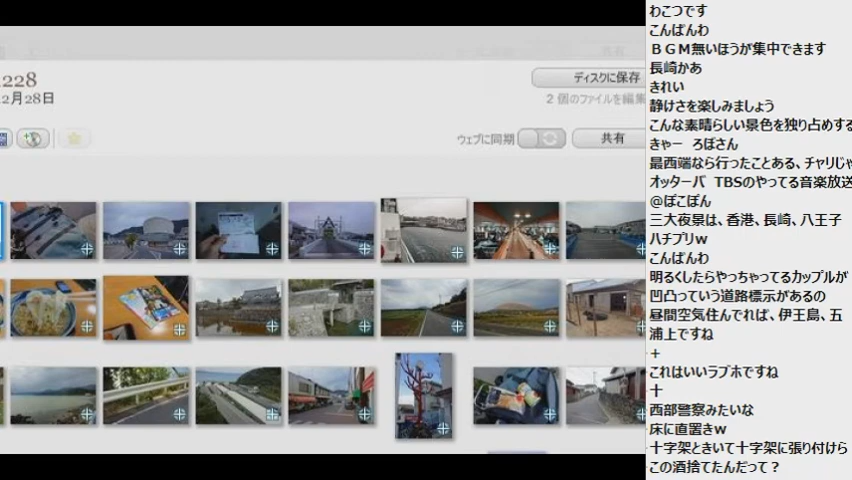 1228
12月28日
ディスクに保存
2 個のファイルを編集
ウェブに同期
共有
わこつです
こんばんわ
BGM無いほうが集中できます
長崎かあ
きれい
静けさを楽しみましょう
こんな素晴らしい景色を独り占めする
きゃー ろぼさん
最西端なら行ったことある、チャリじゃ
オッターバ TBSのやってる音楽放送
@ぽこぽん
三大夜景は、香港、長崎、八王子
ハチプリw
こんばんわ
明るくしたらやっちゃってるカップルが
凹凸っていう道路標示があるの
昼間空気住んでれば、伊王島、五
浦上ですね
+
これはいいラブホですね
十
西部警察みたいな
床に直置きw
十字架ときいて十字架に張り付けら
この酒捨てたんだって？